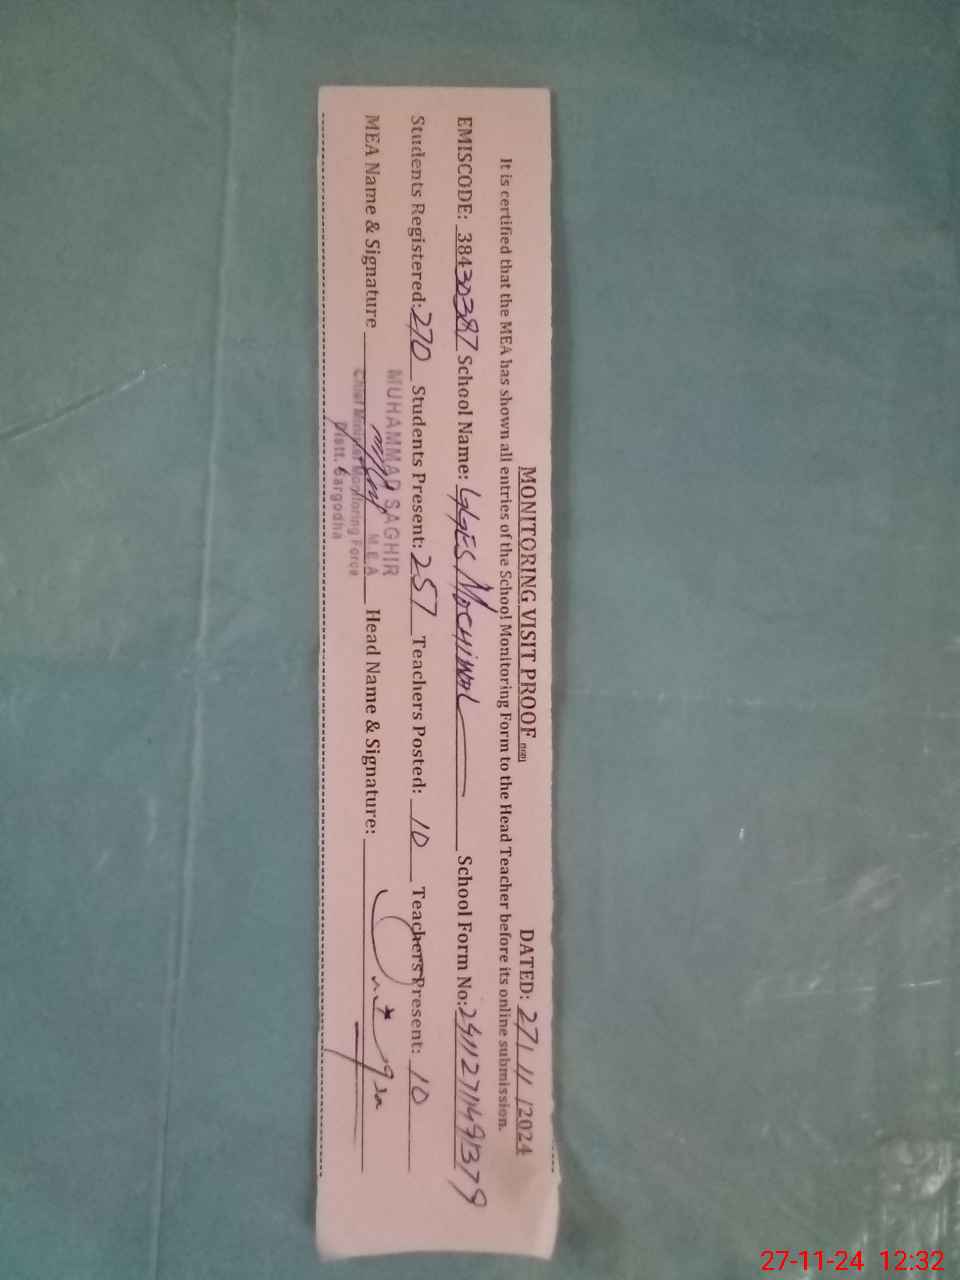 MONITORING VISIT PROOF DATED: 27/11/2024
It is certified that the MEA has shown all entries of the School Monitoring Form to the Head Teacher before its online submission.
EMISCODE: 38430387 School Name: GGES MOCHIWAL School Form No:
Students Registered: 270 Students Present: 257 Teachers Posted: 10 Teachers Present: 10
MUHAMMAD SAGHIR
M.E.A
MEA Name & Signature Head Name & Signature:
Chief Minister Monitoring Force
Distt. Sargodha
27-11-24 12:32